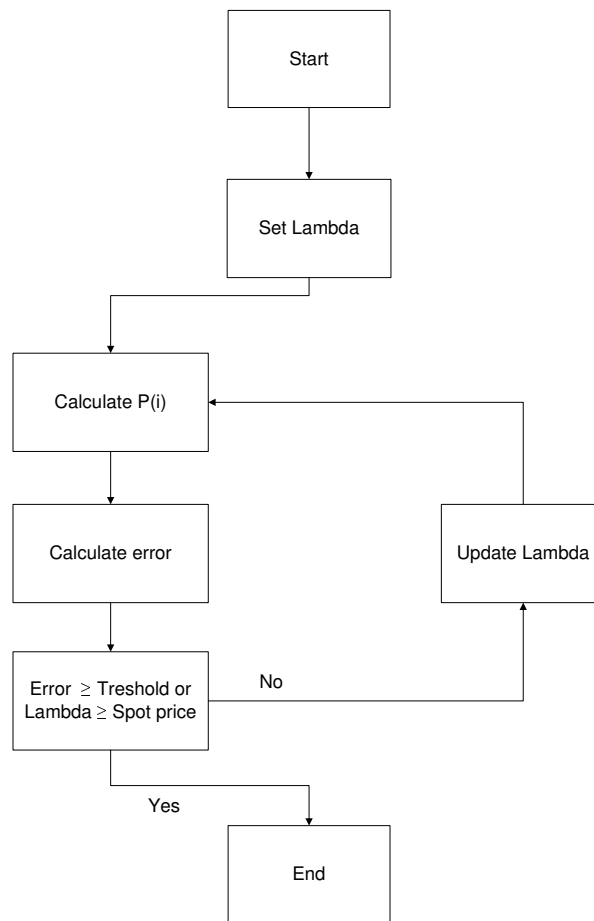 Start
Set Lambda
Calculate P(i)
Calculate error
Update Lambda
Error ≥ Treshold or
Lambda ≥ Spot price
No
Yes
End